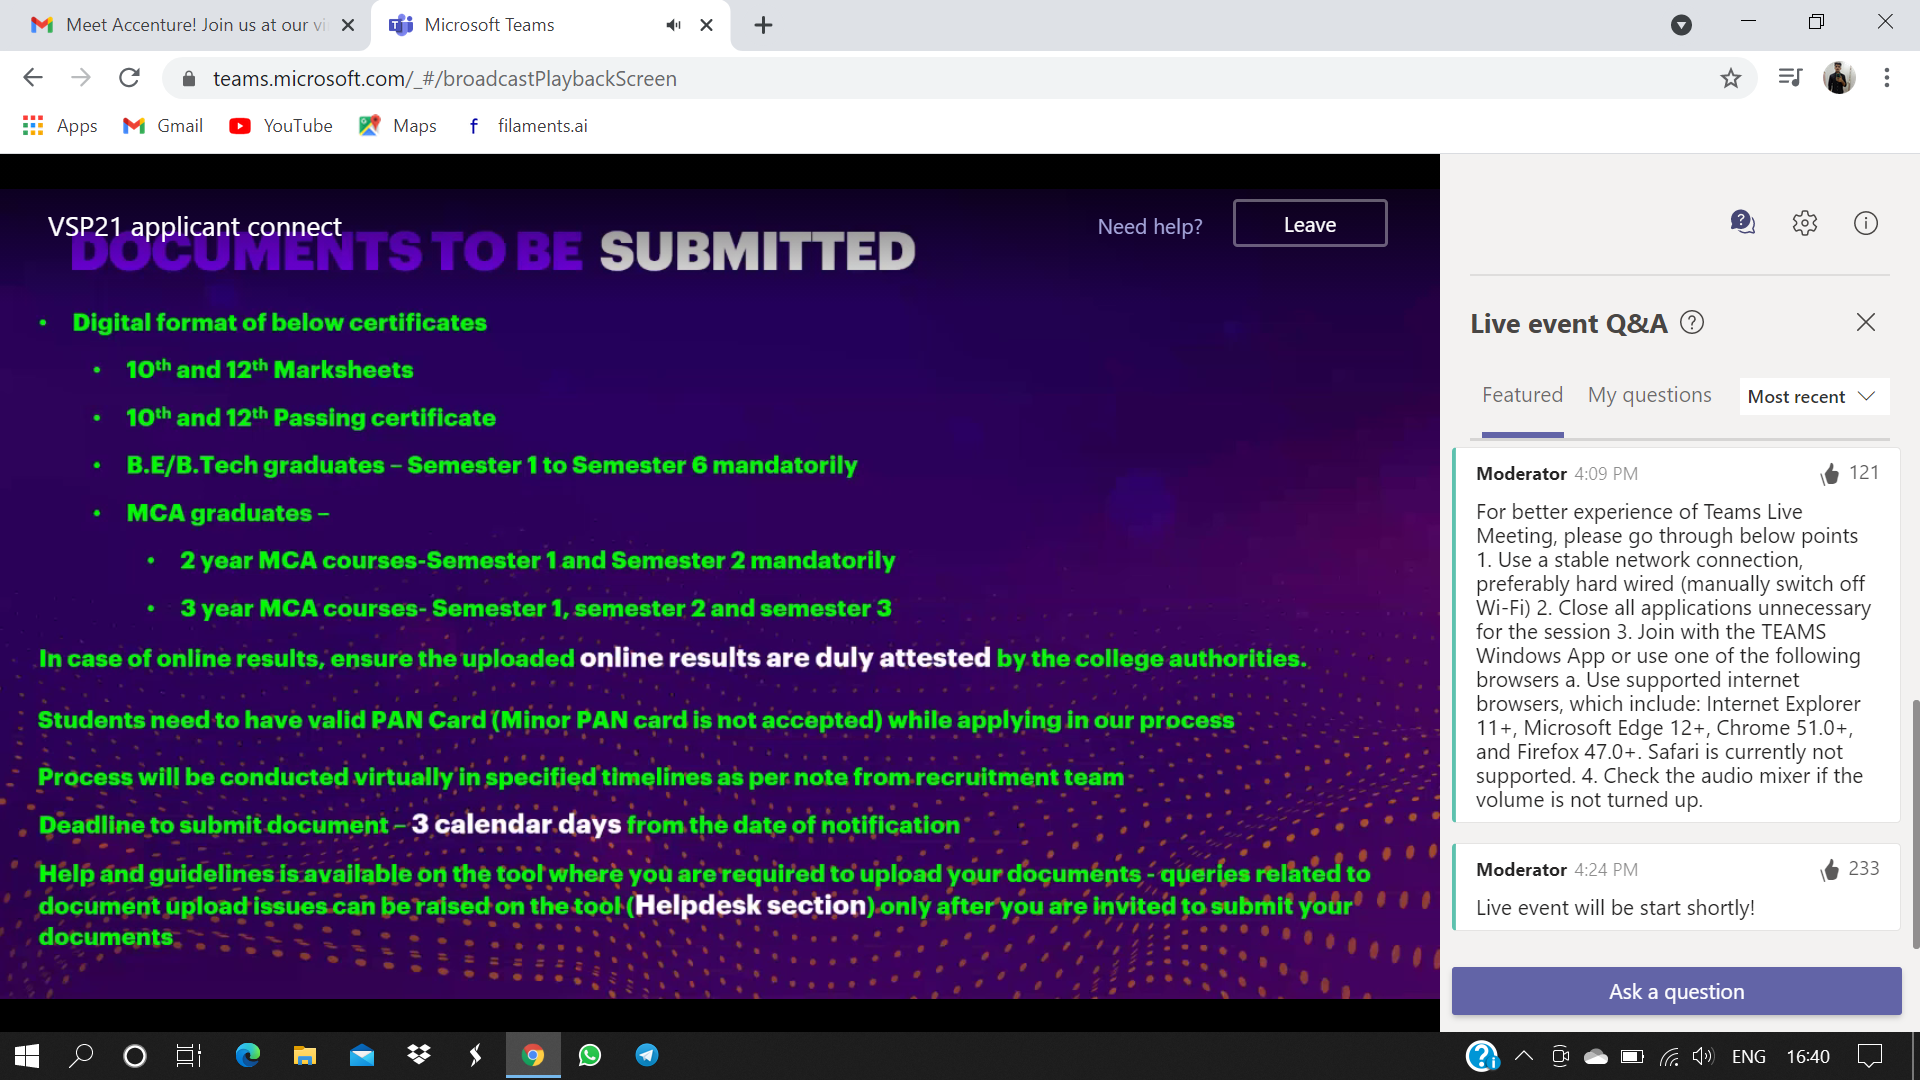 Meet Accenture! Join us at our vi
Microsoft Teams
teams.microsoft.com/_#/broadcastPlaybackScreen
Apps
Gmail
YouTube
Maps
f filaments.ai
VSP21 applicant connect
Need help?
Leave
DOCUMENTS TO BE SUBMITTED
• Digital format of below certificates
• 10th and 12th Marksheets
• 10th and 12th Passing certificate
• B.E/B.Tech graduates – Semester 1 to Semester 6 mandatorily
• MCA graduates –
• 2 year MCA courses-Semester 1 and Semester 2 mandatorily
• 3 year MCA courses- Semester 1, semester 2 and semester 3
In case of online results, ensure the uploaded online results are duly attested by the college authorities.
Students need to have valid PAN Card (Minor PAN card is not accepted) while applying in our process
Process will be conducted virtually in specified timelines as per note from recruitment team
Deadline to submit document – 3 calendar days from the date of notification
Help and guidelines is available on the tool where you are required to upload your documents - queries related to
document upload issues can be raised on the tool (Helpdesk section) only after you are invited to submit your
documents
Live event Q&A
Featured
My questions
Most recent
Moderator 4:09 PM
121
For better experience of Teams Live
Meeting, please go through below points
1. Use a stable network connection,
preferably hard wired (manually switch off
Wi-Fi) 2. Close all applications unnecessary
for the session 3. Join with the TEAMS
Windows App or use one of the following
browsers a. Use supported internet
browsers, which include: Internet Explorer
11+, Microsoft Edge 12+, Chrome 51.0+,
and Firefox 47.0+. Safari is currently not
supported. 4. Check the audio mixer if the
volume is not turned up.
Moderator 4:24 PM
233
Live event will be start shortly!
Ask a question
ENG
16:40